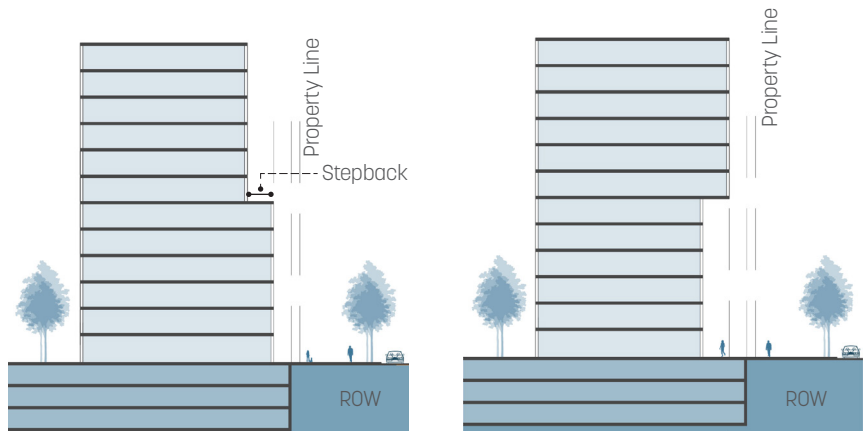 Property Line
Stepback
ROW
Property Line
ROW